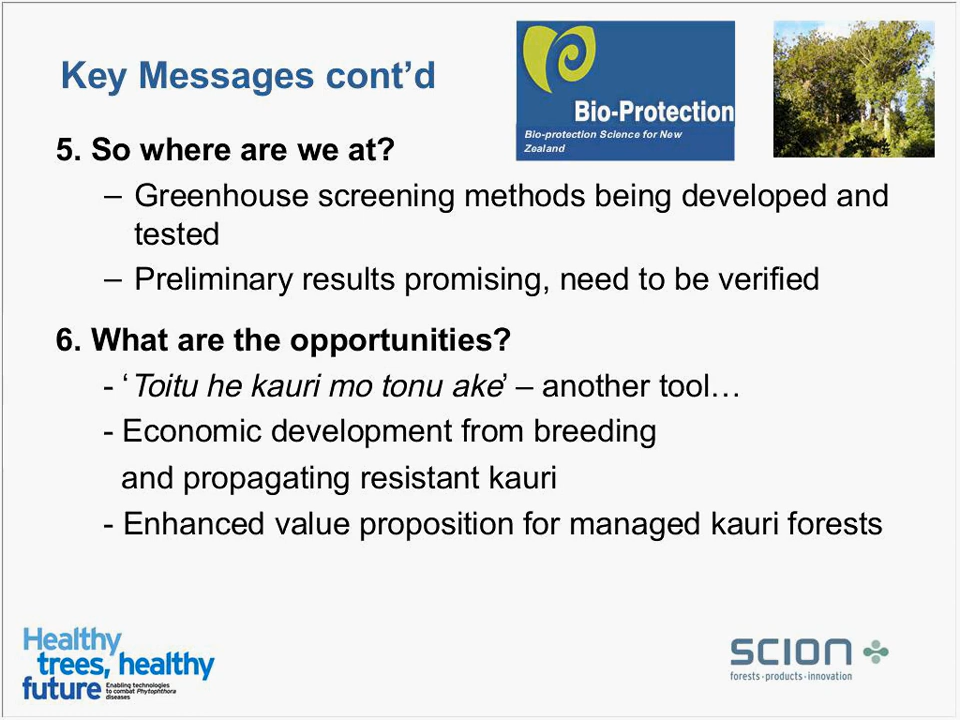 Key Messages cont’d
Bio-Protection
Bio-protection Science for New
Zealand
5. So where are we at?
– Greenhouse screening methods being developed and
tested
– Preliminary results promising, need to be verified
6. What are the opportunities?
- ‘Toitu he kauri mo tonu ake’ – another tool…
- Economic development from breeding
and propagating resistant kauri
- Enhanced value proposition for managed kauri forests
Healthy
trees, healthy
future
Enabling technologies
to combat Phytophthora
diseases
SCION
forests·products·innovation